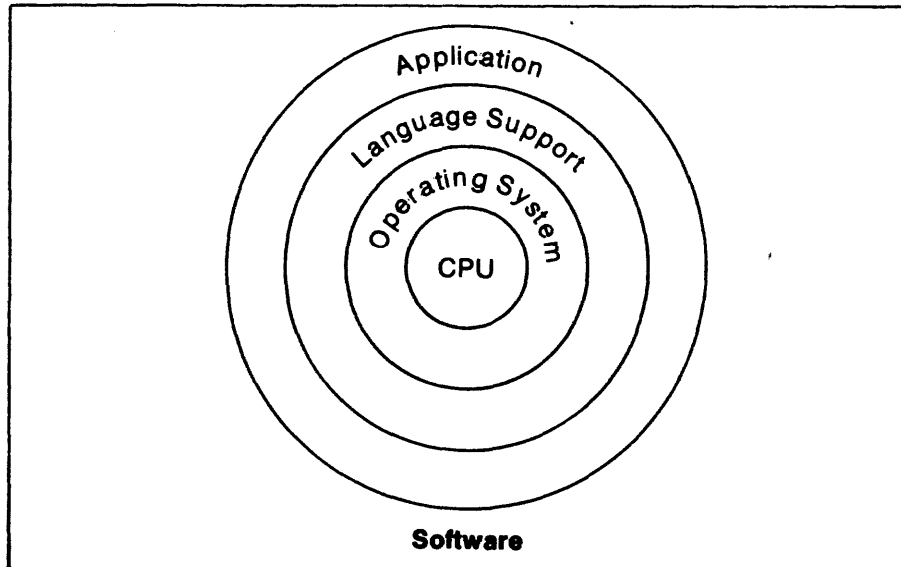 Application
Language Support
Operating System
CPU
Software